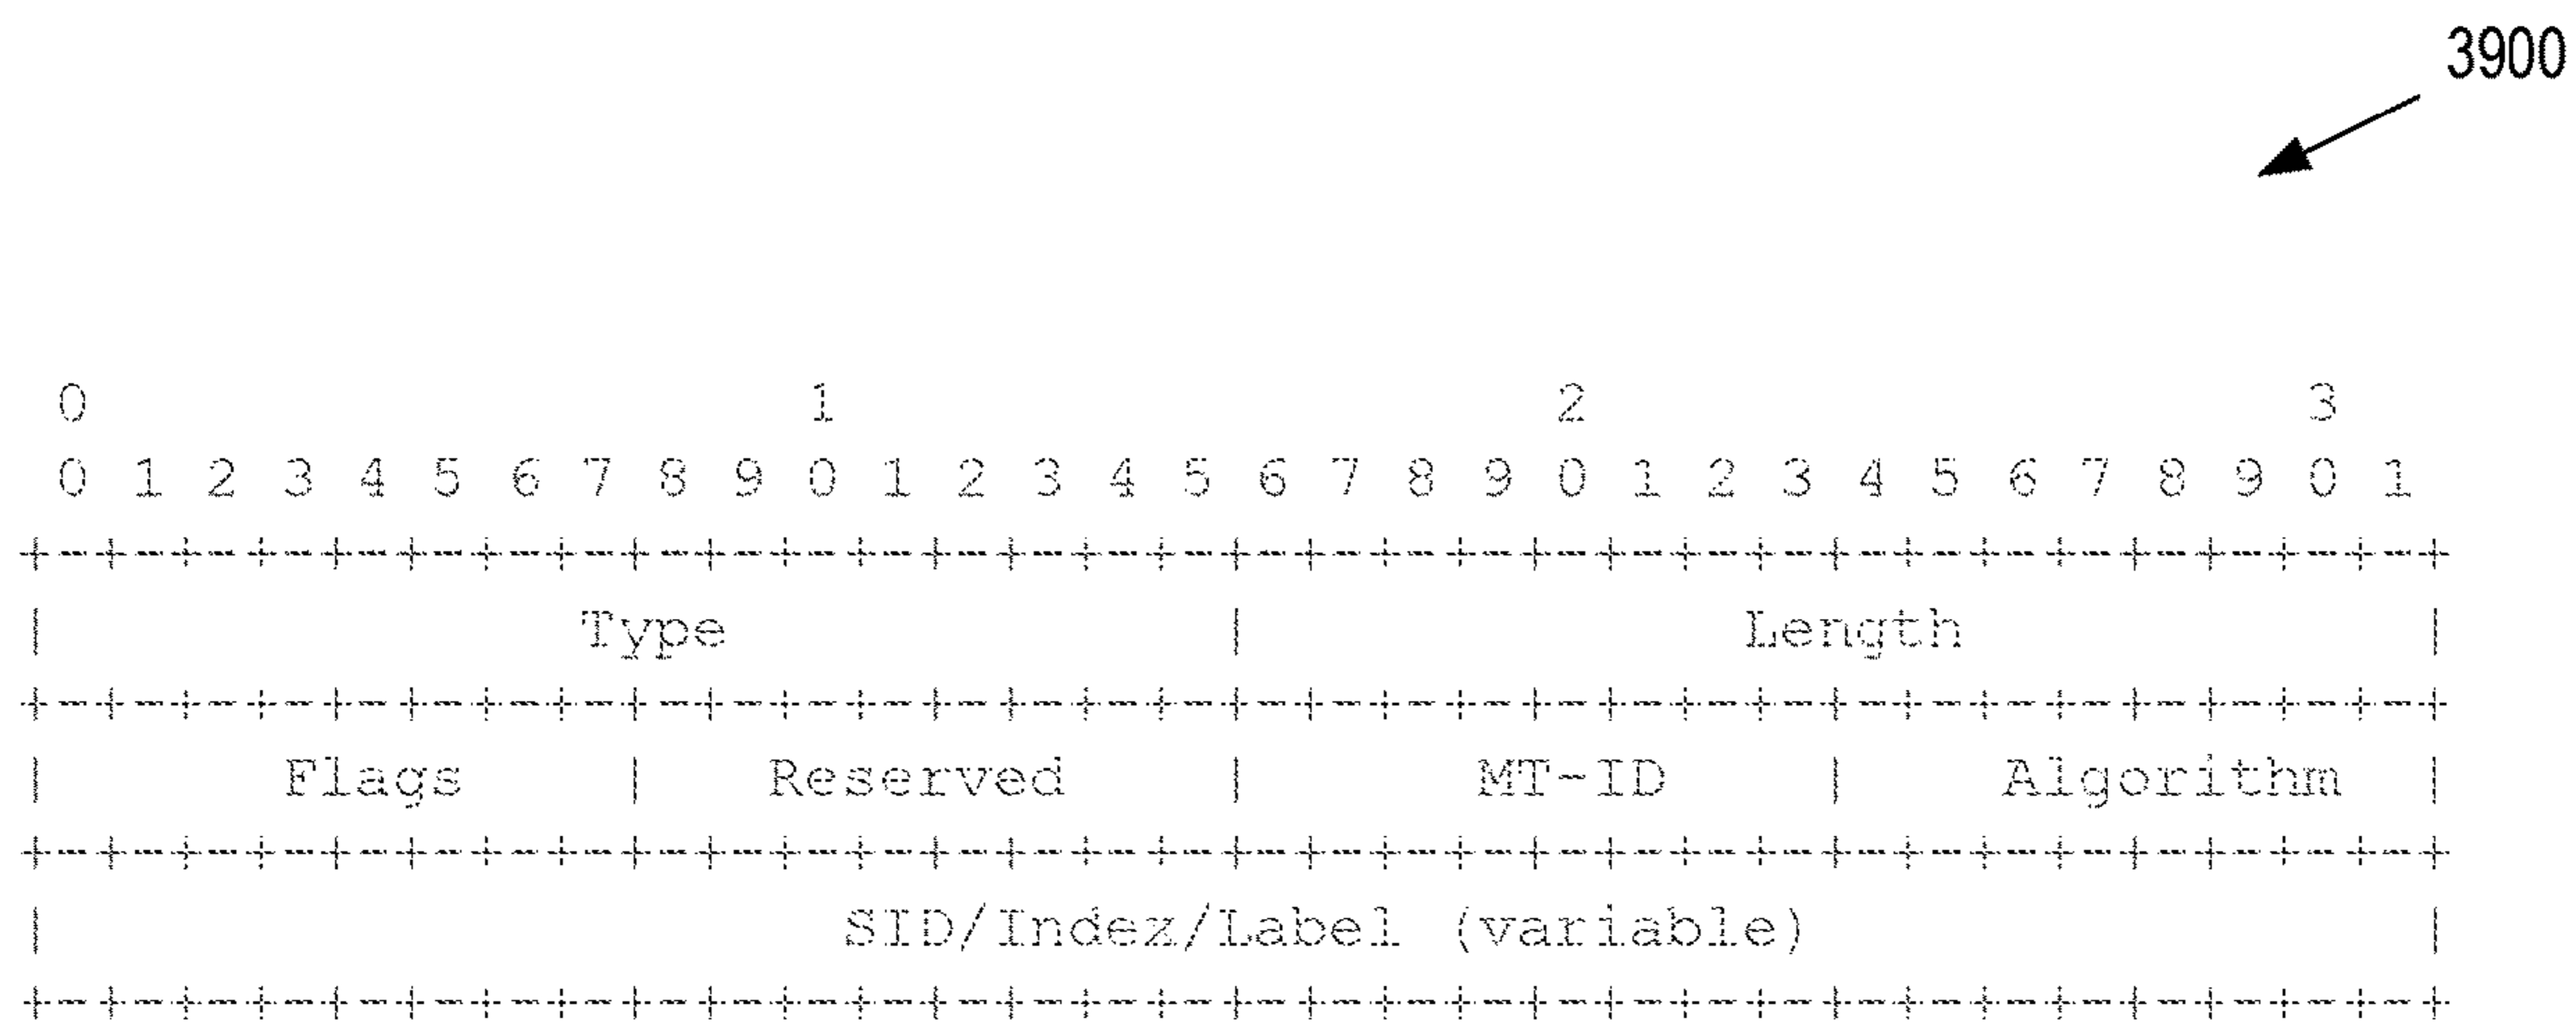 3900
0 1 2 3
0 1 2 3 4 5 6 7 8 9 0 1 2 3 4 5 6 7 8 9 0 1 2 3 4 5 6 7 8 9 0 1
+-+-+-+-+-+-+-+-+-+-+-+-+-+-+-+-+-+-+-+-+-+-+-+-+-+-+-+-+-+-+-+-+
| Type | Length |
+-+-+-+-+-+-+-+-+-+-+-+-+-+-+-+-+-+-+-+-+-+-+-+-+-+-+-+-+-+-+-+-+
| Flags | Reserved | MT-ID | Algorithm |
+-+-+-+-+-+-+-+-+-+-+-+-+-+-+-+-+-+-+-+-+-+-+-+-+-+-+-+-+-+-+-+-+
| SID/Index/Label (variable) |
+-+-+-+-+-+-+-+-+-+-+-+-+-+-+-+-+-+-+-+-+-+-+-+-+-+-+-+-+-+-+-+-+